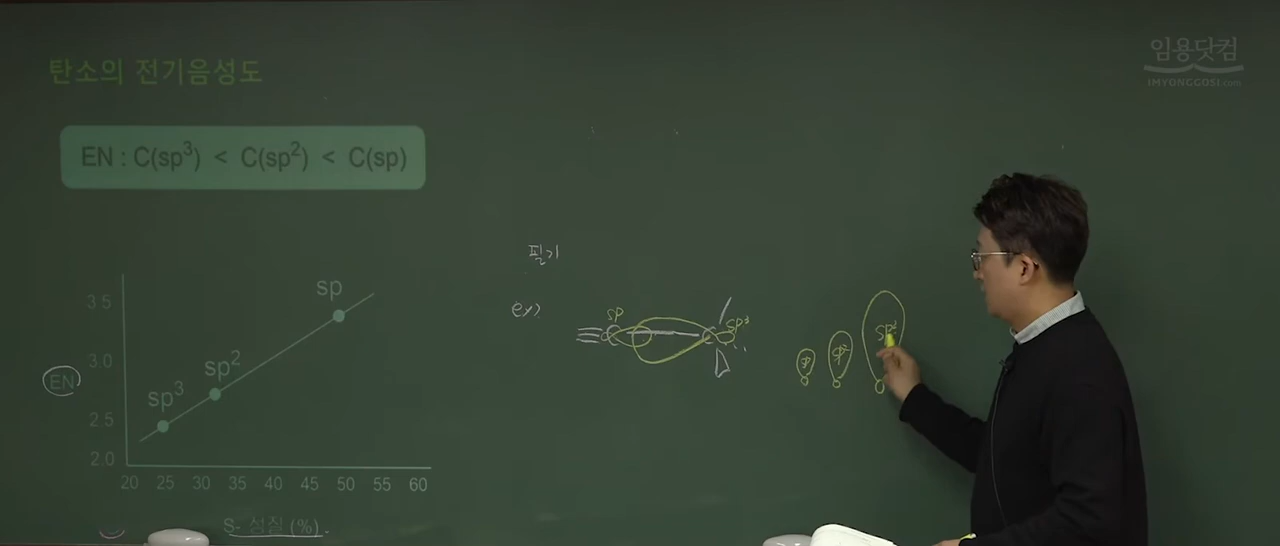 탄소의 전기음성도
임용닷컴
IMYONGGOSI.com
EN : C(sp³) < C(sp²) < C(sp)
필기
ex)
sp
sp³
sp
sp²
sp³
EN
3.5
3.0
2.5
2.0
sp
sp²
sp³
20 25 30 35 40 45 50 55 60
S- 성질 (%)